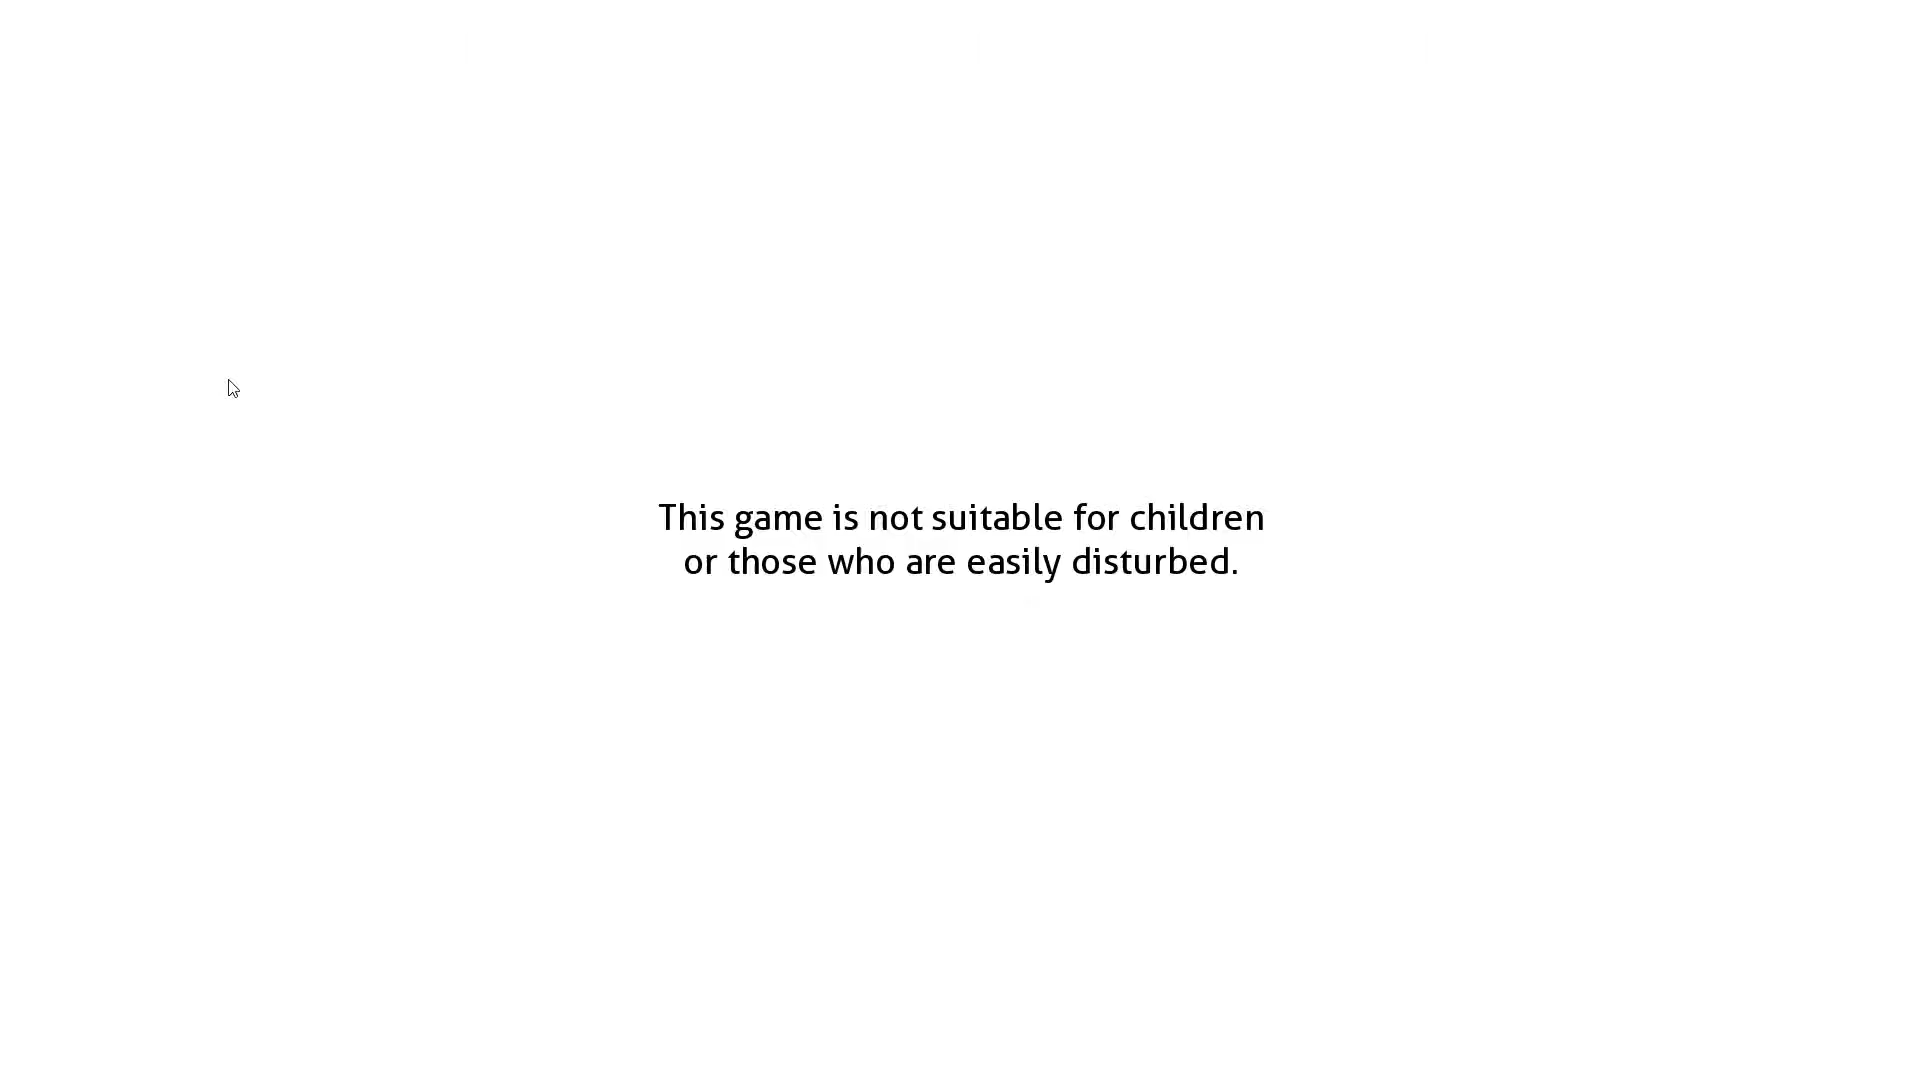 This game is not suitable for children
or those who are easily disturbed.